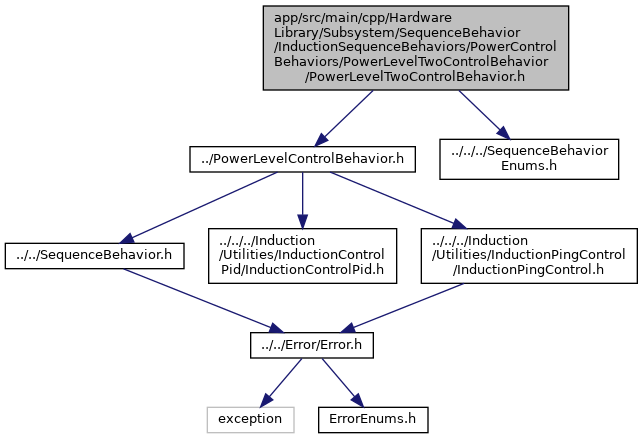 app/src/main/cpp/Hardware
Library/Subsystem/SequenceBehavior
/InductionSequenceBehaviors/PowerControl
Behaviors/PowerLevelTwoControlBehavior
/PowerLevelTwoControlBehavior.h
../PowerLevelControlBehavior.h
../../../SequenceBehavior
Enums.h
../../SequenceBehavior.h
../../../Induction
/Utilities/InductionControl
Pid/InductionControlPid.h
../../../Induction
/Utilities/InductionPingControl
/InductionPingControl.h
../../Error/Error.h
exception
ErrorEnums.h